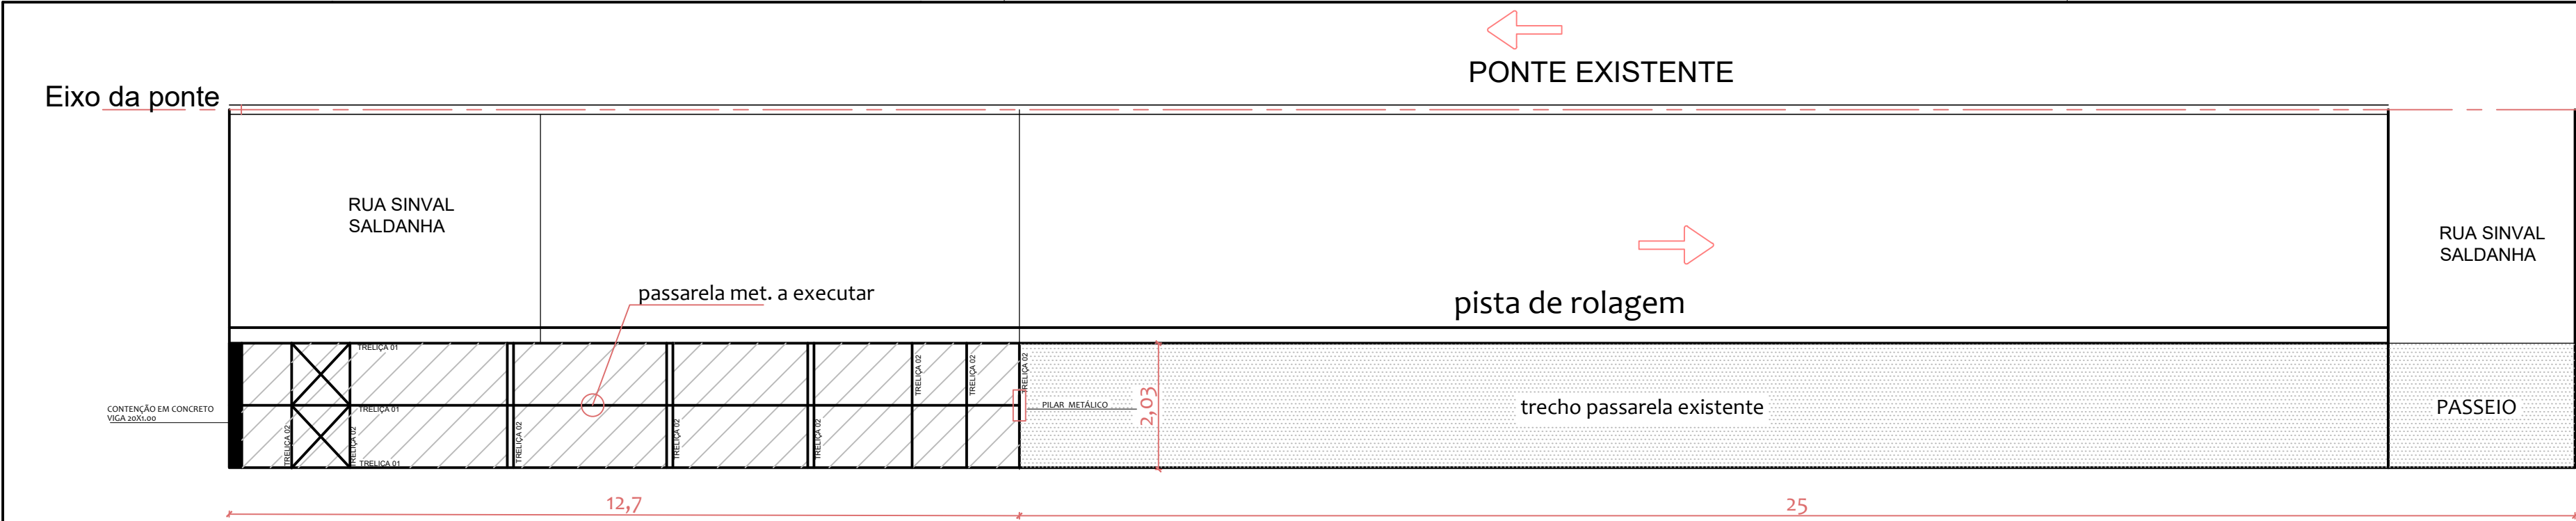 PONTE EXISTENTE
Eixo da ponte
RUA SINVAL
SALDANHA
RUA SINVAL
SALDANHA
passarela met. a executar
pista de rolagem
TRELIÇA 01
TRELIÇA 02
TRELIÇA 02
TRELIÇA 02
CONTENÇÃO EM CONCRETO
VIGA 20X1.00
TRELIÇA 01
PILAR METÁLICO
2,03
trecho passarela existente
PASSEIO
TRELIÇA 02
TRELIÇA 02
TRELIÇA 02
TRELIÇA 02
TRELIÇA 02
TRELIÇA 01
12,7
25